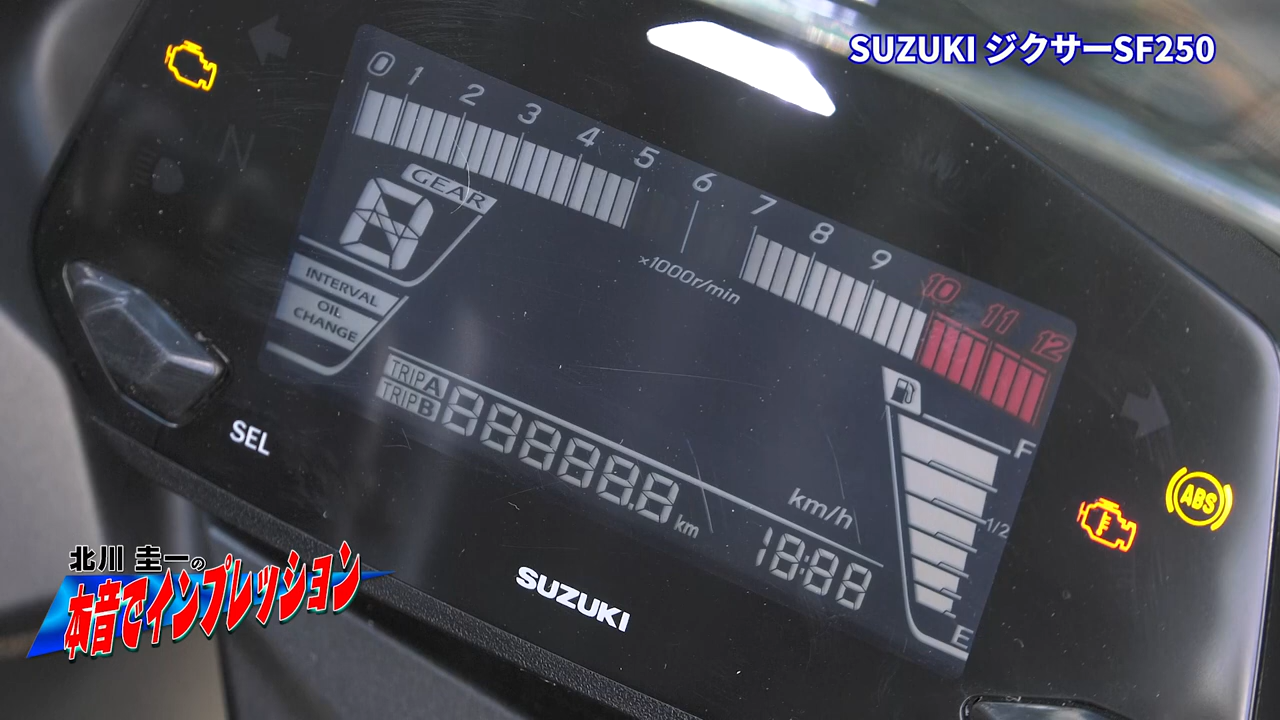 SUZUKI ジクサーSF250
0 1 2 3 4 5 6 7 8 9 10 11 12
N
GEAR
8
×1000r/min
INTERVAL
OIL
CHANGE
TRIP A
TRIP B
888888.8 km
km/h
18:88
F
1/2
E
ABS
SEL
SUZUKI
北川 圭一の
本音でインプレッション